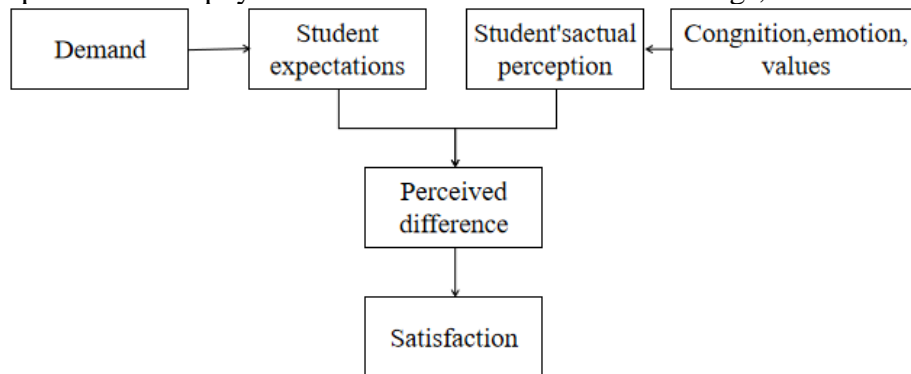 Demand
Student
expectations
Student'sactual
perception
Congnition,emotion,
values
Perceived
difference
Satisfaction